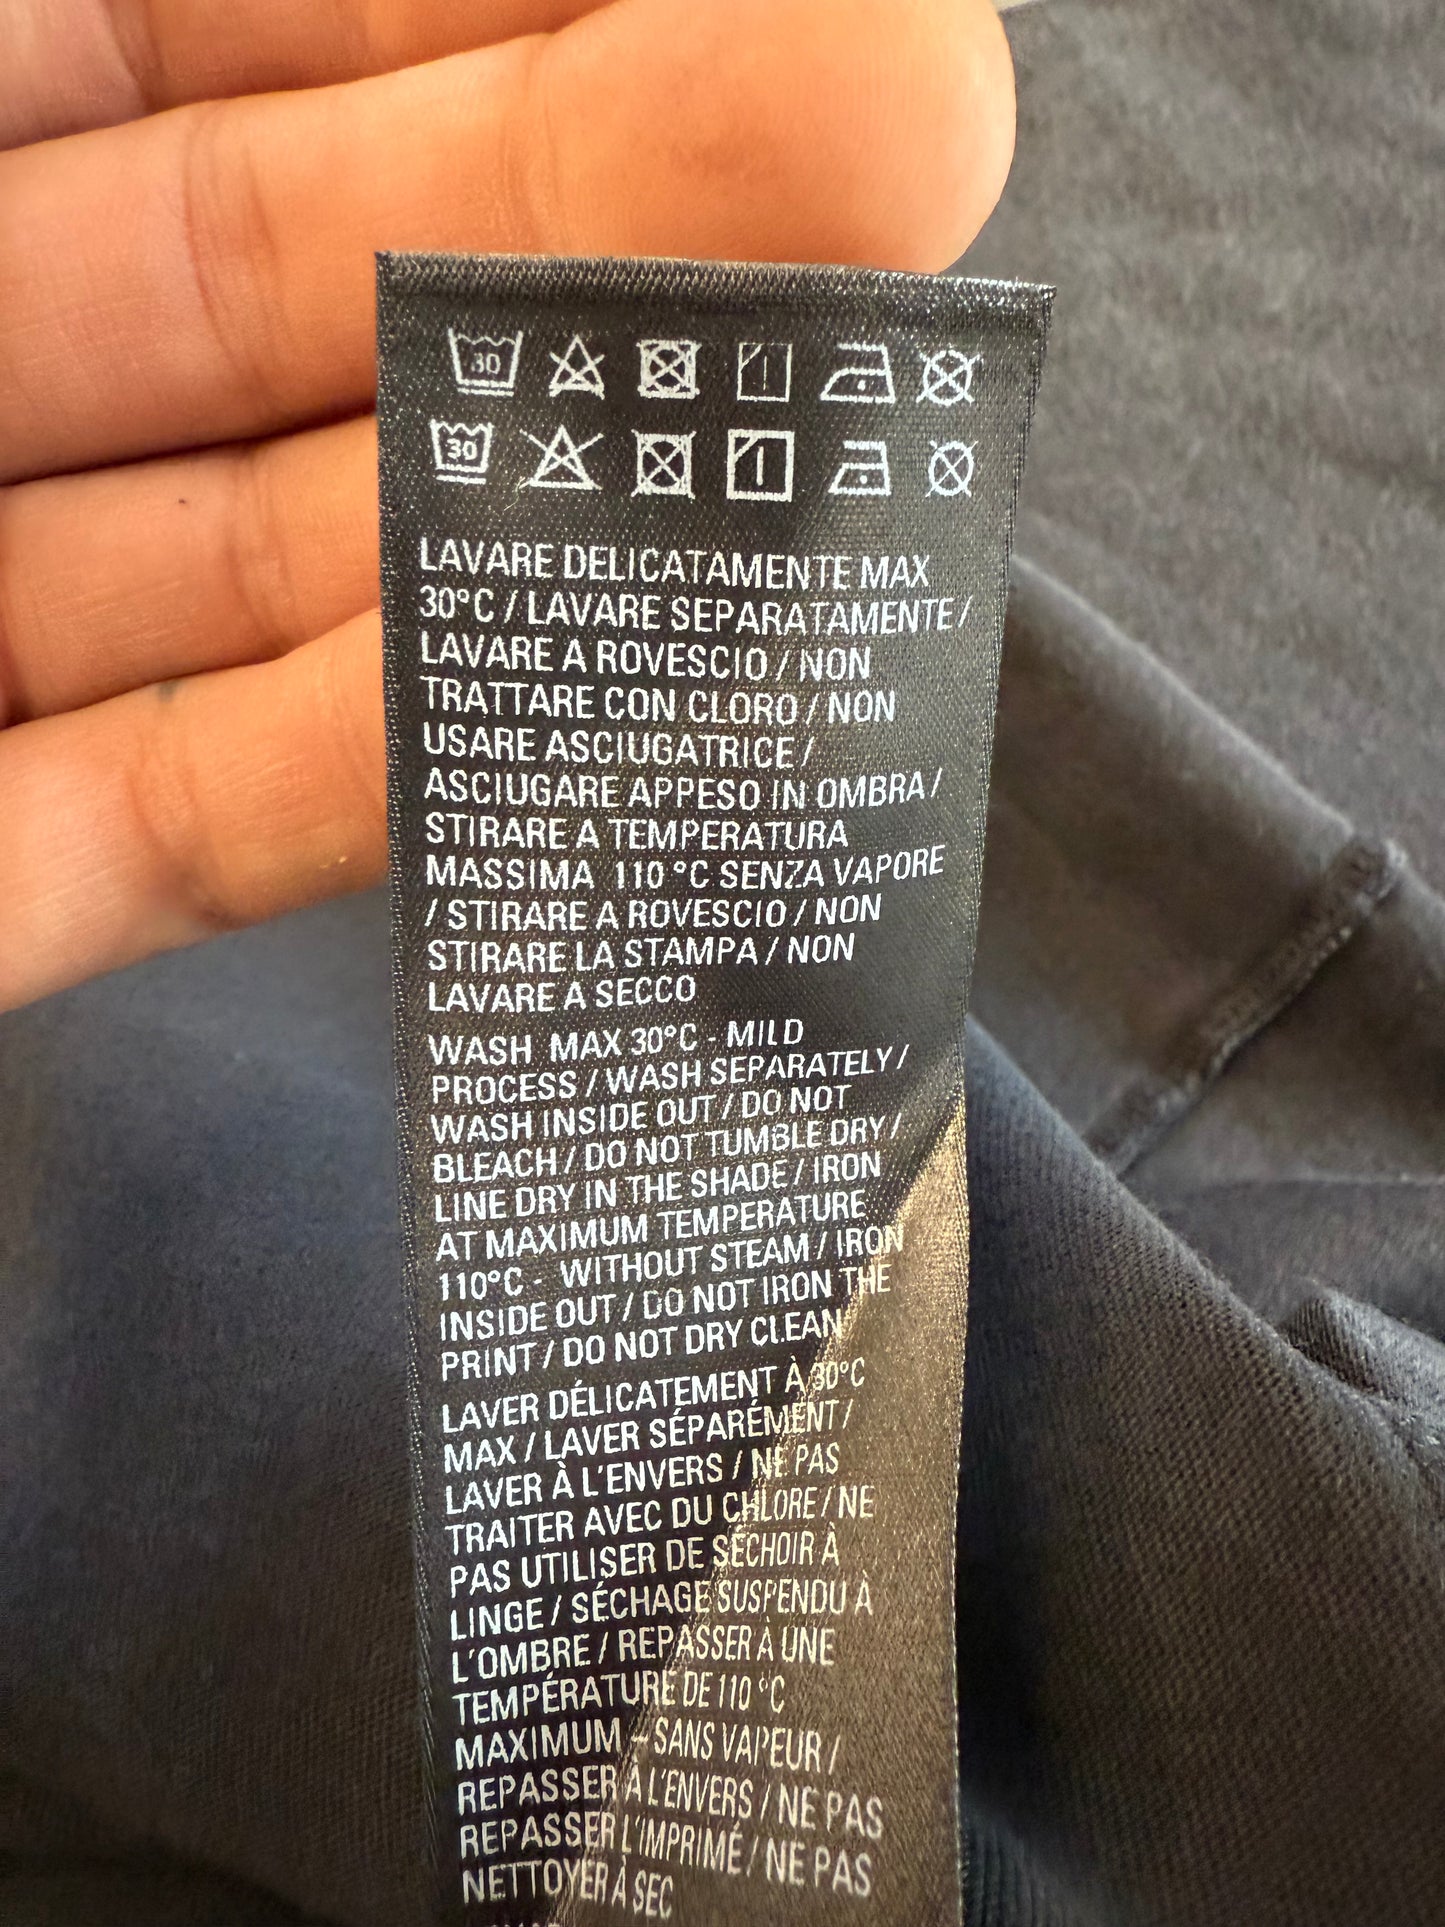 30
30
LAVARE DELICATAMENTE MAX
30°C / LAVARE SEPARATAMENTE /
LAVARE A ROVESCIO / NON
TRATTARE CON CLORO / NON
USARE ASCIUGATRICE /
ASCIUGARE APPESO IN OMBRA /
STIRARE A TEMPERATURA
MASSIMA 110 °C SENZA VAPORE
/ STIRARE A ROVESCIO / NON
STIRARE LA STAMPA / NON
LAVARE A SECCO
WASH MAX 30°C - MILD
PROCESS / WASH SEPARATELY /
WASH INSIDE OUT / DO NOT
BLEACH / DO NOT TUMBLE DRY /
LINE DRY IN THE SHADE / IRON
AT MAXIMUM TEMPERATURE
110°C - WITHOUT STEAM / IRON
INSIDE OUT / DO NOT IRON THE
PRINT / DO NOT DRY CLEAN
LAVER DÉLICATEMENT À 30°C
MAX / LAVER SÉPARÉMENT /
LAVER À L'ENVERS / NE PAS
TRAITER AVEC DU CHLORE / NE
PAS UTILISER DE SÉCHOIR À
LINGE / SÉCHAGE SUSPENDU À
L'OMBRE / REPASSER À UNE
TEMPÉRATURE DE 110 °C
MAXIMUM – SANS VAPEUR /
REPASSER À L'ENVERS / NE PAS
REPASSER L'IMPRIMÉ / NE PAS
NETTOYER À SEC